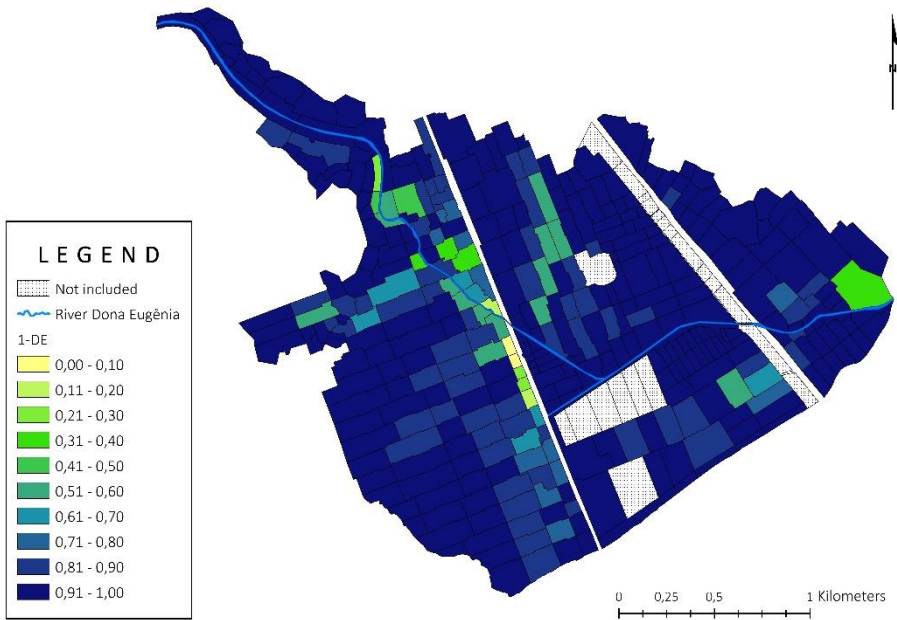 N
LEGEND
Not included
River Dona Eugênia
1-DE
0,00 - 0,10
0,11 - 0,20
0,21 - 0,30
0,31 - 0,40
0,41 - 0,50
0,51 - 0,60
0,61 - 0,70
0,71 - 0,80
0,81 - 0,90
0,91 - 1,00
0 0,25 0,5 1 Kilometers